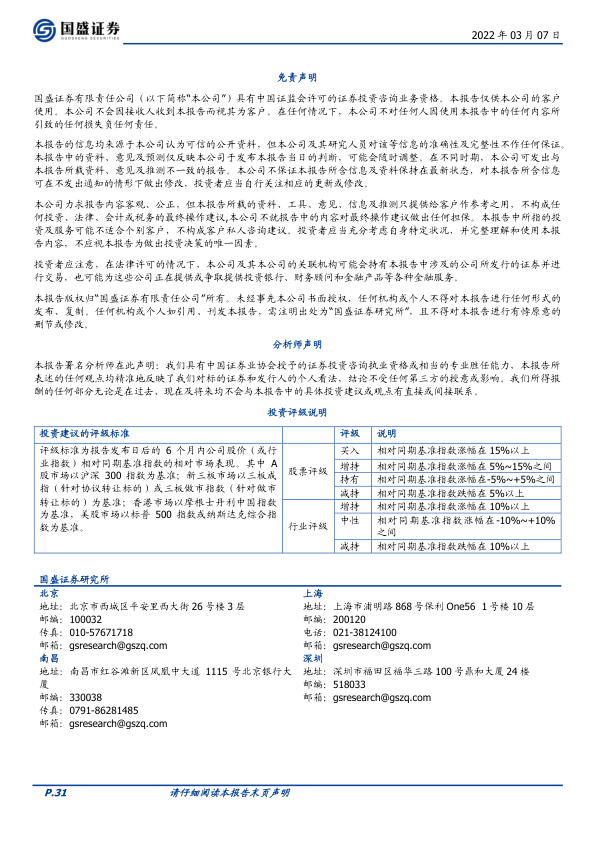 国盛证券
GUOSHENG SECURITIES
2022 年 03 月 07 日
免责声明
国盛证券有限责任公司（以下简称“本公司”）具有中国证监会许可的证券投资咨询业务资格。本报告仅供本公司的客户
使用。本公司不会因接收人收到本报告而视其为客户。在任何情况下，本公司不对任何人因使用本报告中的任何内容所
引致的任何损失负任何责任。
本报告的信息均来源于本公司认为可信的公开资料，但本公司及其研究人员对该等信息的准确性及完整性不作任何保证。
本报告中的资料、意见及预测仅反映本公司于发布本报告当日的判断，可能会随时调整。在不同时期，本公司可发出与
本报告所载资料、意见及推测不一致的报告。本公司不保证本报告所含信息及资料保持在最新状态，对本报告所含信息
可在不发出通知的情形下做出修改，投资者应当自行关注相应的更新或修改。
本公司力求报告内容客观、公正，但本报告所载的资料、工具、意见、信息及推测只提供给客户作参考之用，不构成任
何投资、法律、会计或税务的最终操作建议,本公司不就报告中的内容对最终操作建议做出任何担保。本报告中所指的投
资及服务可能不适合个别客户，不构成客户私人咨询建议。投资者应当充分考虑自身特定状况，并完整理解和使用本报
告内容，不应视本报告为做出投资决策的唯一因素。
投资者应注意，在法律许可的情况下，本公司及其本公司的关联机构可能会持有本报告中涉及的公司所发行的证券并进
行交易，也可能为这些公司正在提供或争取提供投资银行、财务顾问和金融产品等各种金融服务。
本报告版权归“国盛证券有限责任公司”所有。未经事先本公司书面授权，任何机构或个人不得对本报告进行任何形式的
发布、复制。任何机构或个人如引用、刊发本报告，需注明出处为“国盛证券研究所”，且不得对本报告进行有悖原意的
删节或修改。
分析师声明
本报告署名分析师在此声明：我们具有中国证券业协会授予的证券投资咨询执业资格或相当的专业胜任能力，本报告所
表述的任何观点均精准地反映了我们对标的证券和发行人的个人看法，结论不受任何第三方的授意或影响。我们所得报
酬的任何部分无论是在过去、现在及将来均不会与本报告中的具体投资建议或观点有直接或间接联系。
投资评级说明
投资建议的评级标准 评级 说明
评级标准为报告发布日后的 6 个月内公司股价（或行
业指数）相对同期基准指数的相对市场表现。其中 A
股市场以沪深 300 指数为基准；新三板市场以三板成
指（针对协议转让标的）或三板做市指数（针对做市
转让标的）为基准；香港市场以摩根士丹利中国指数
为基准，美股市场以标普 500 指数或纳斯达克综合指
数为基准。
股票评级
买入 相对同期基准指数涨幅在 15%以上
增持 相对同期基准指数涨幅在 5%~15%之间
持有 相对同期基准指数涨幅在-5%~+5%之间
减持 相对同期基准指数跌幅在 5%以上
行业评级
增持 相对同期基准指数涨幅在 10%以上
中性 相对同期基准指数涨幅在-10%~+10%
之间
减持 相对同期基准指数跌幅在 10%以上
国盛证券研究所
北京
地址：北京市西城区平安里西大街 26 号楼 3 层
邮编：100032
传真：010-57671718
邮箱：gsresearch@gszq.com
南昌
地址：南昌市红谷滩新区凤凰中大道 1115 号北京银行大
厦
邮编：330038
传真：0791-86281485
邮箱：gsresearch@gszq.com
上海
地址：上海市浦明路 868 号保利 One56 1 号楼 10 层
邮编：200120
电话：021-38124100
邮箱：gsresearch@gszq.com
深圳
地址：深圳市福田区福华三路 100 号鼎和大厦 24 楼
邮编：518033
邮箱：gsresearch@gszq.com
P.31
请仔细阅读本报告末页声明